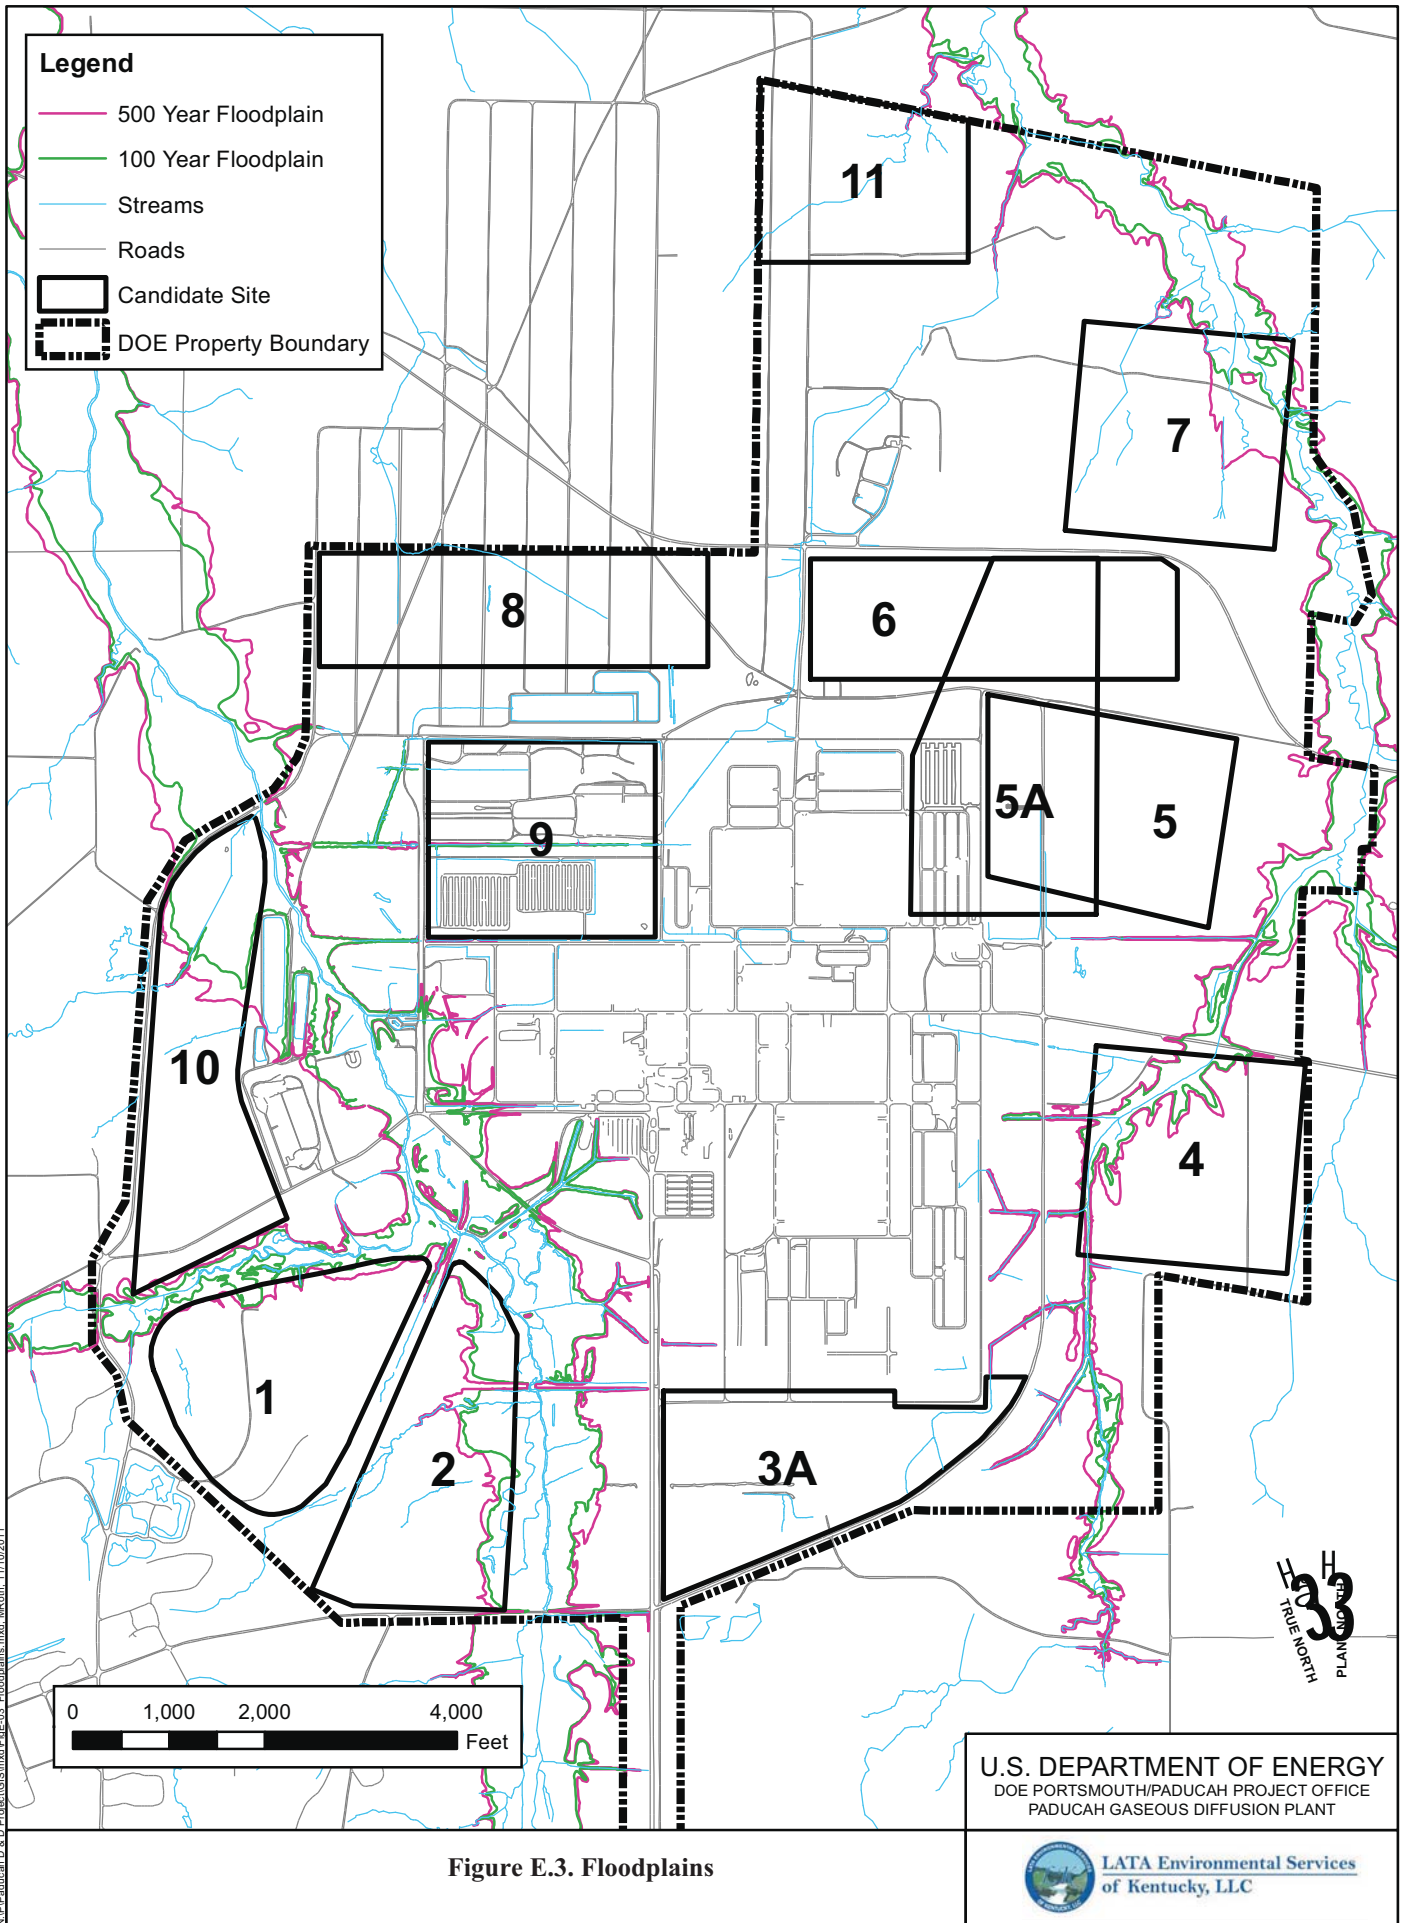 Legend
500 Year Floodplain
100 Year Floodplain
Streams
Roads
Candidate Site
DOE Property Boundary
11
7
8
6
5A
5
9
10
4
1
2
3A
TRUE NORTH
0 1,000 2,000 4,000
Feet
U.S. DEPARTMENT OF ENERGY
DOE PORTSMOUTH/PADUCAH PROJECT OFFICE
PADUCAH GASEOUS DIFFUSION PLANT
Figure E.3. Floodplains
LATA Environmental Services
of Kentucky, LLC